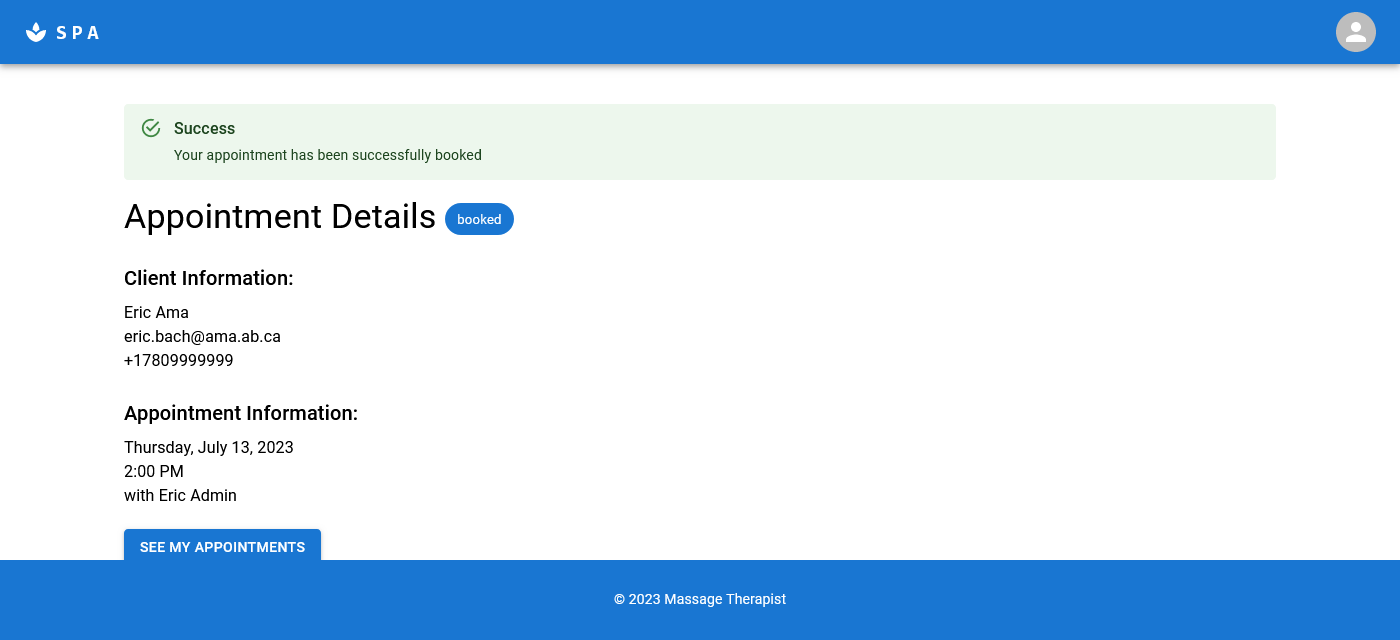 SPA
Success
Your appointment has been successfully booked
Appointment Details booked
Client Information:
Eric Ama
eric.bach@ama.ab.ca
+17809999999
Appointment Information:
Thursday, July 13, 2023
2:00 PM
with Eric Admin
SEE MY APPOINTMENTS
© 2023 Massage Therapist